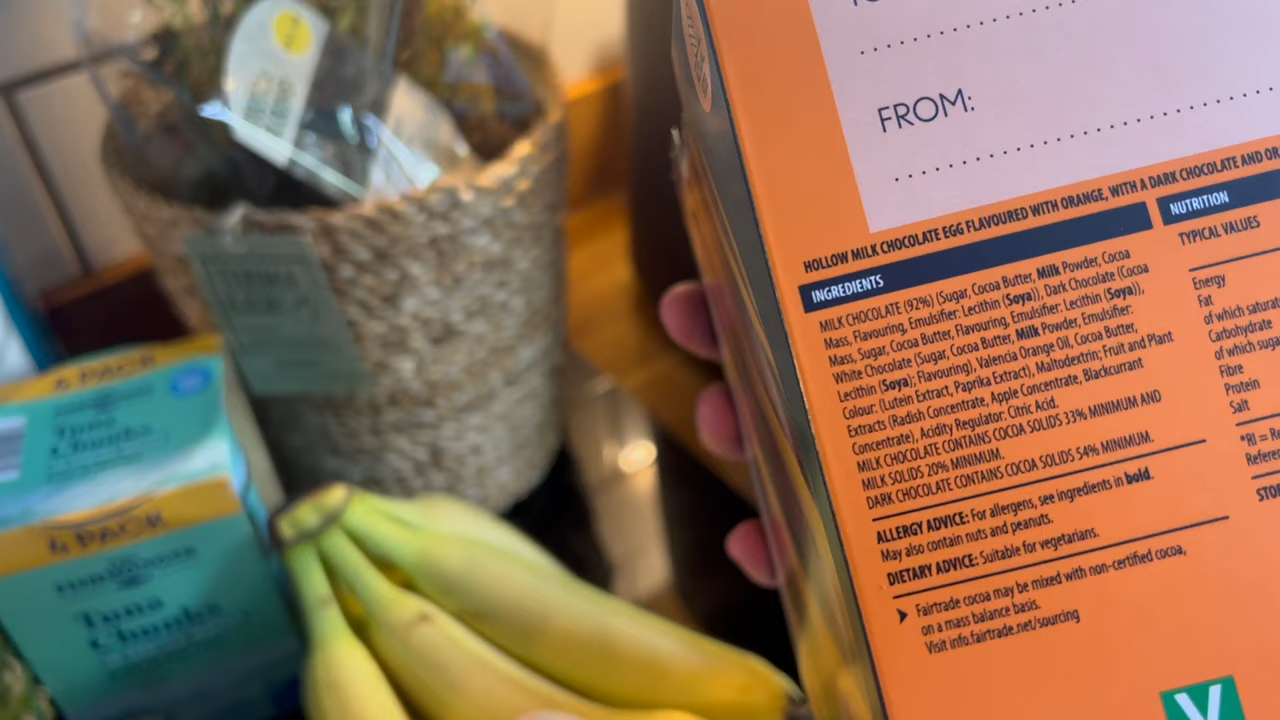 FROM:
HOLLOW MILK CHOCOLATE EGG FLAVOURED WITH ORANGE, WITH A DARK CHOCOLATE AND OR
INGREDIENTS
MILK CHOCOLATE (92%) (Sugar, Cocoa Butter, Milk Powder, Cocoa
Mass, Flavouring, Emulsifier: Lecithin (Soya)), Dark Chocolate (Cocoa
Mass, Sugar, Cocoa Butter, Flavouring, Emulsifier: Lecithin (Soya)),
White Chocolate (Sugar, Cocoa Butter, Milk Powder, Emulsifier:
Lecithin (Soya); Flavouring), Valencia Orange Oil, Cocoa Butter,
Colour: (Lutein Extract, Paprika Extract), Maltodextrin; Fruit and Plant
Extracts (Radish Concentrate, Apple Concentrate, Blackcurrant
Concentrate), Acidity Regulator: Citric Acid.
MILK CHOCOLATE CONTAINS COCOA SOLIDS 33% MINIMUM AND
MILK SOLIDS 20% MINIMUM.
DARK CHOCOLATE CONTAINS COCOA SOLIDS 54% MINIMUM.
ALLERGY ADVICE: For allergens, see ingredients in bold.
May also contain nuts and peanuts.
DIETARY ADVICE: Suitable for vegetarians.
Fairtrade cocoa may be mixed with non-certified cocoa,
on a mass balance basis.
Visit info.fairtrade.net/sourcing
V
NUTRITION
TYPICAL VALUES
Energy
Fat
of which saturat
Carbohydrate
of which suga
Fibre
Protein
Salt
*RI = Re
Referen
STO
4 PACK
Tuna
Chunks
4 PACK
Tuna
Chunks